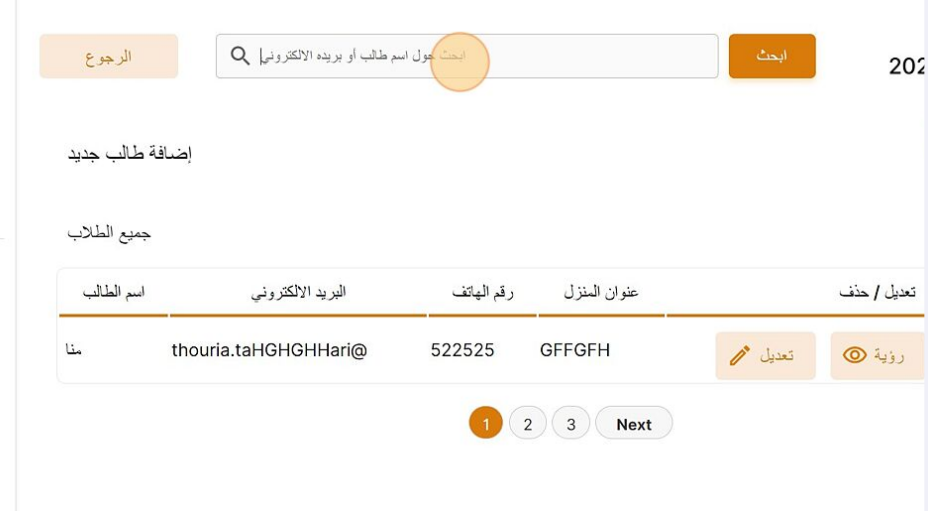 الرجوع
ابحث حول اسم طالب أو بريده الالكتروني
ابحث
202
إضافة طالب جديد
جميع الطلاب
اسم الطالب البريد الالكتروني رقم الهاتف عنوان المنزل تعديل / حذف
منا thouria.taHGHGHHari@ 522525 GFFGFH تعديل رؤية
1 2 3 Next